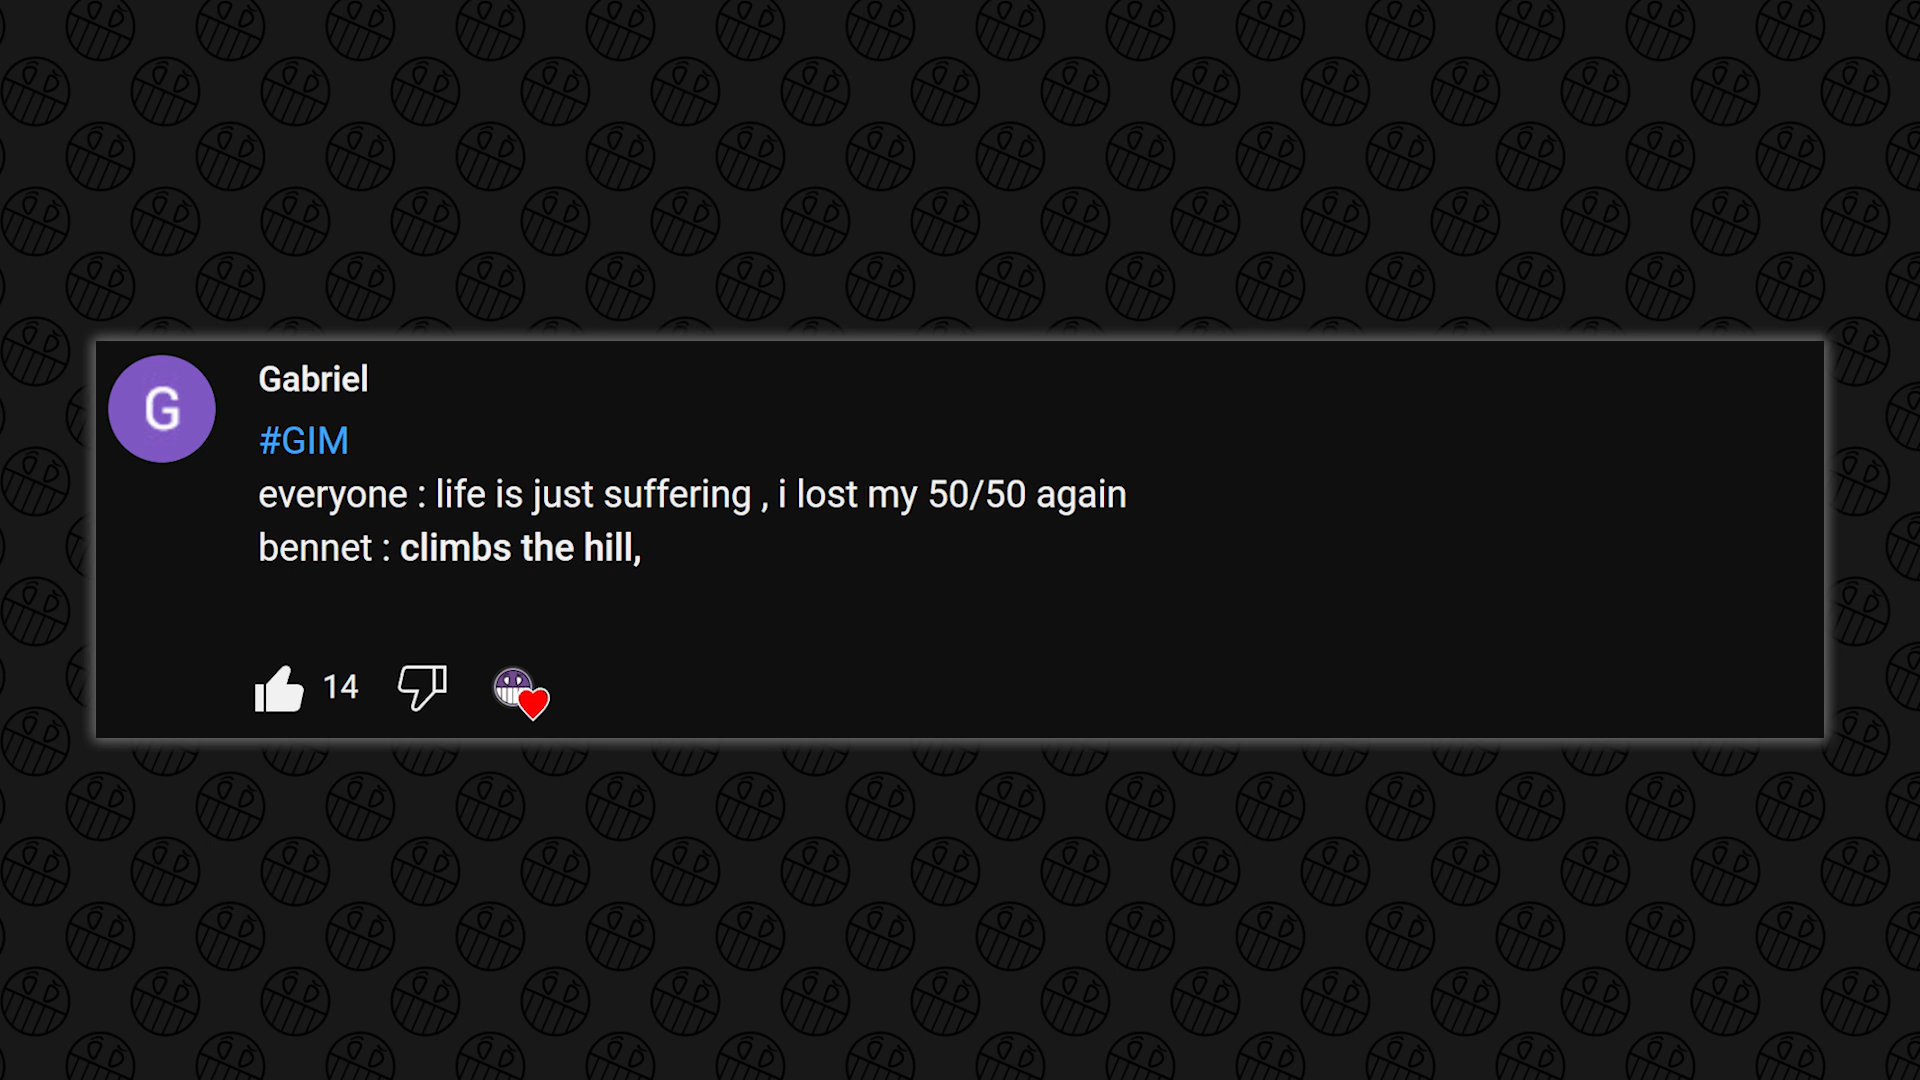 G
Gabriel
#GIM
everyone : life is just suffering , i lost my 50/50 again
bennet : climbs the hill,
14